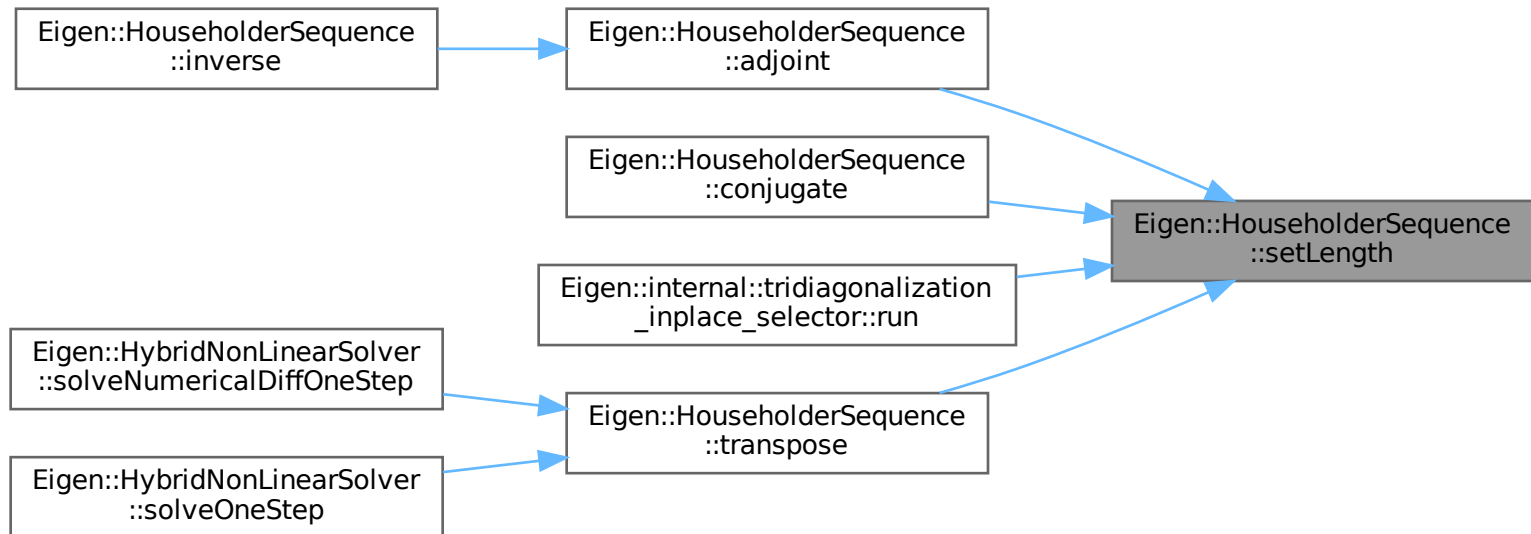 Eigen::HouseholderSequence
::inverse
Eigen::HouseholderSequence
::adjoint
Eigen::HouseholderSequence
::conjugate
Eigen::HouseholderSequence
::setLength
Eigen::internal::tridiagonalization
_inplace_selector::run
Eigen::HybridNonLinearSolver
::solveNumericalDiffOneStep
Eigen::HouseholderSequence
::transpose
Eigen::HybridNonLinearSolver
::solveOneStep